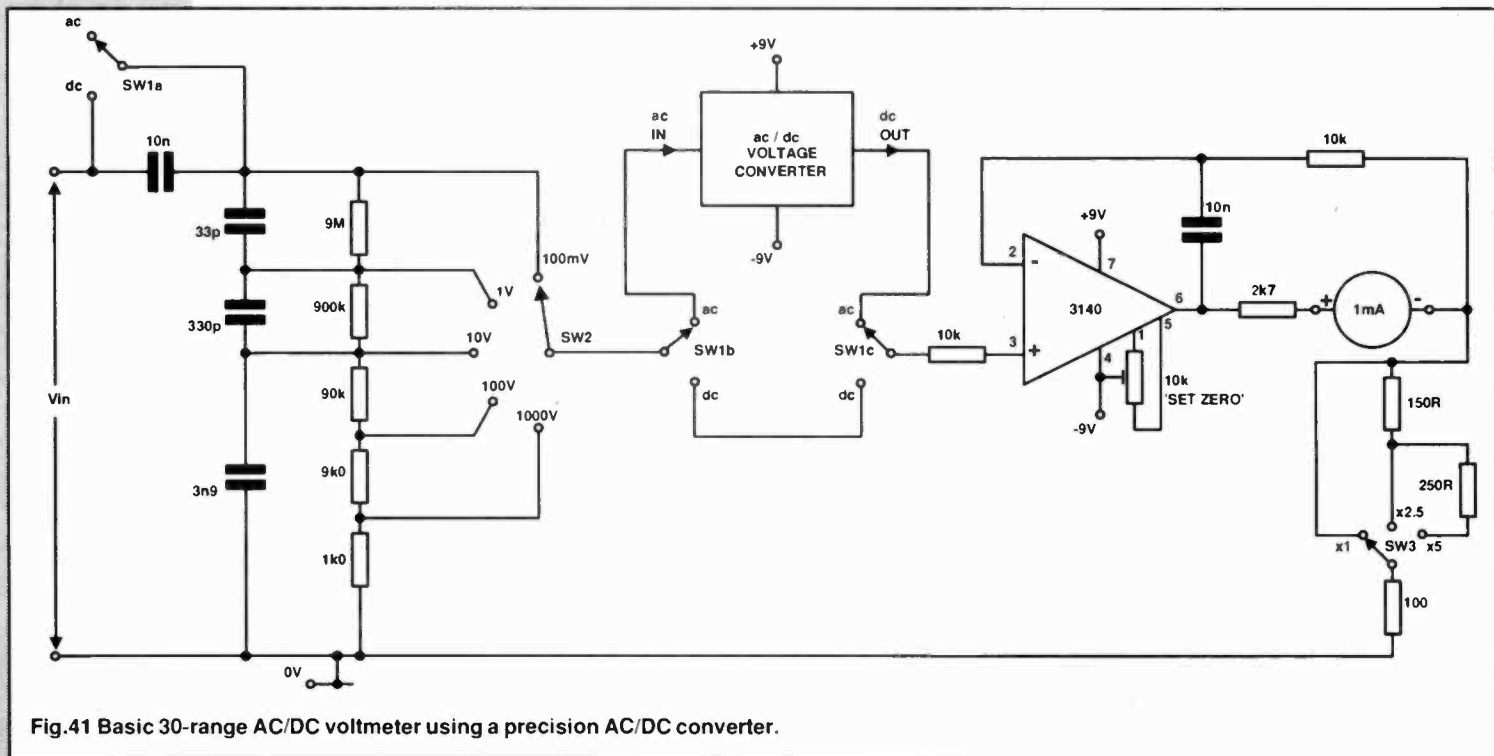 ac
SW1a
dc
10n
33p
9M
330p
900k
90k
3n9
9k0
1k0
Vin
0V
100mV
1V
10V
100V
1000V
SW2
ac
SW1b
dc
ac
IN
+9V
ac / dc
VOLTAGE
CONVERTER
-9V
dc
OUT
ac
SW1c
dc
10k
2
-
3
+
3140
+9V
7
6
5
1
4
-9V
10k
'SET ZERO'
10n
10k
2k7
+
1mA
-
150R
250R
x1
x2.5
x5
SW3
100
Fig.41 Basic 30-range AC/DC voltmeter using a precision AC/DC converter.